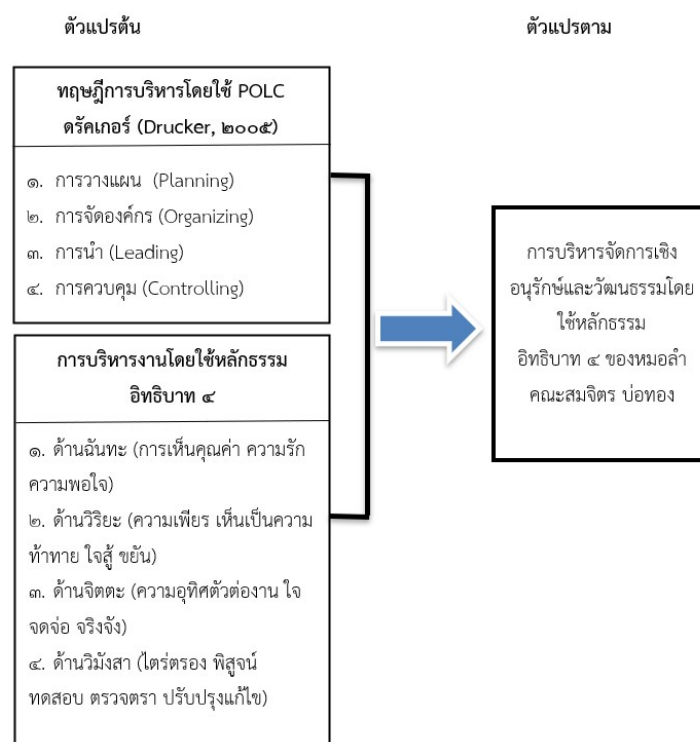 ตัวแปรต้น
ตัวแปรตาม
ทฤษฎีการบริหารโดยใช้ POLC
ดรัคเกอร์ (Drucker, ๒๐๐๕)
๑. การวางแผน (Planning)
๒. การจัดองค์กร (Organizing)
๓. การนำ (Leading)
๔. การควบคุม (Controlling)
การบริหารงานโดยใช้หลักธรรม
อิทธิบาท ๔
๑. ด้านฉันทะ (การเห็นคุณค่า ความรัก
ความพอใจ)
๒. ด้านวิริยะ (ความเพียร เห็นเป็นความ
ท้าทาย ใจสู้ ขยัน)
๓. ด้านจิตตะ (ความอุทิศตัวต่องาน ใจ
จดจ่อ จริงจัง)
๔. ด้านวิมังสา (ไตร่ตรอง พิสูจน์
ทดสอบ ตรวจตรา ปรับปรุงแก้ไข)
การบริหารจัดการเชิง
อนุรักษ์และวัฒนธรรมโดย
ใช้หลักธรรม
อิทธิบาท ๔ ของหมอลำ
คณะสมจิตร บ่อทอง